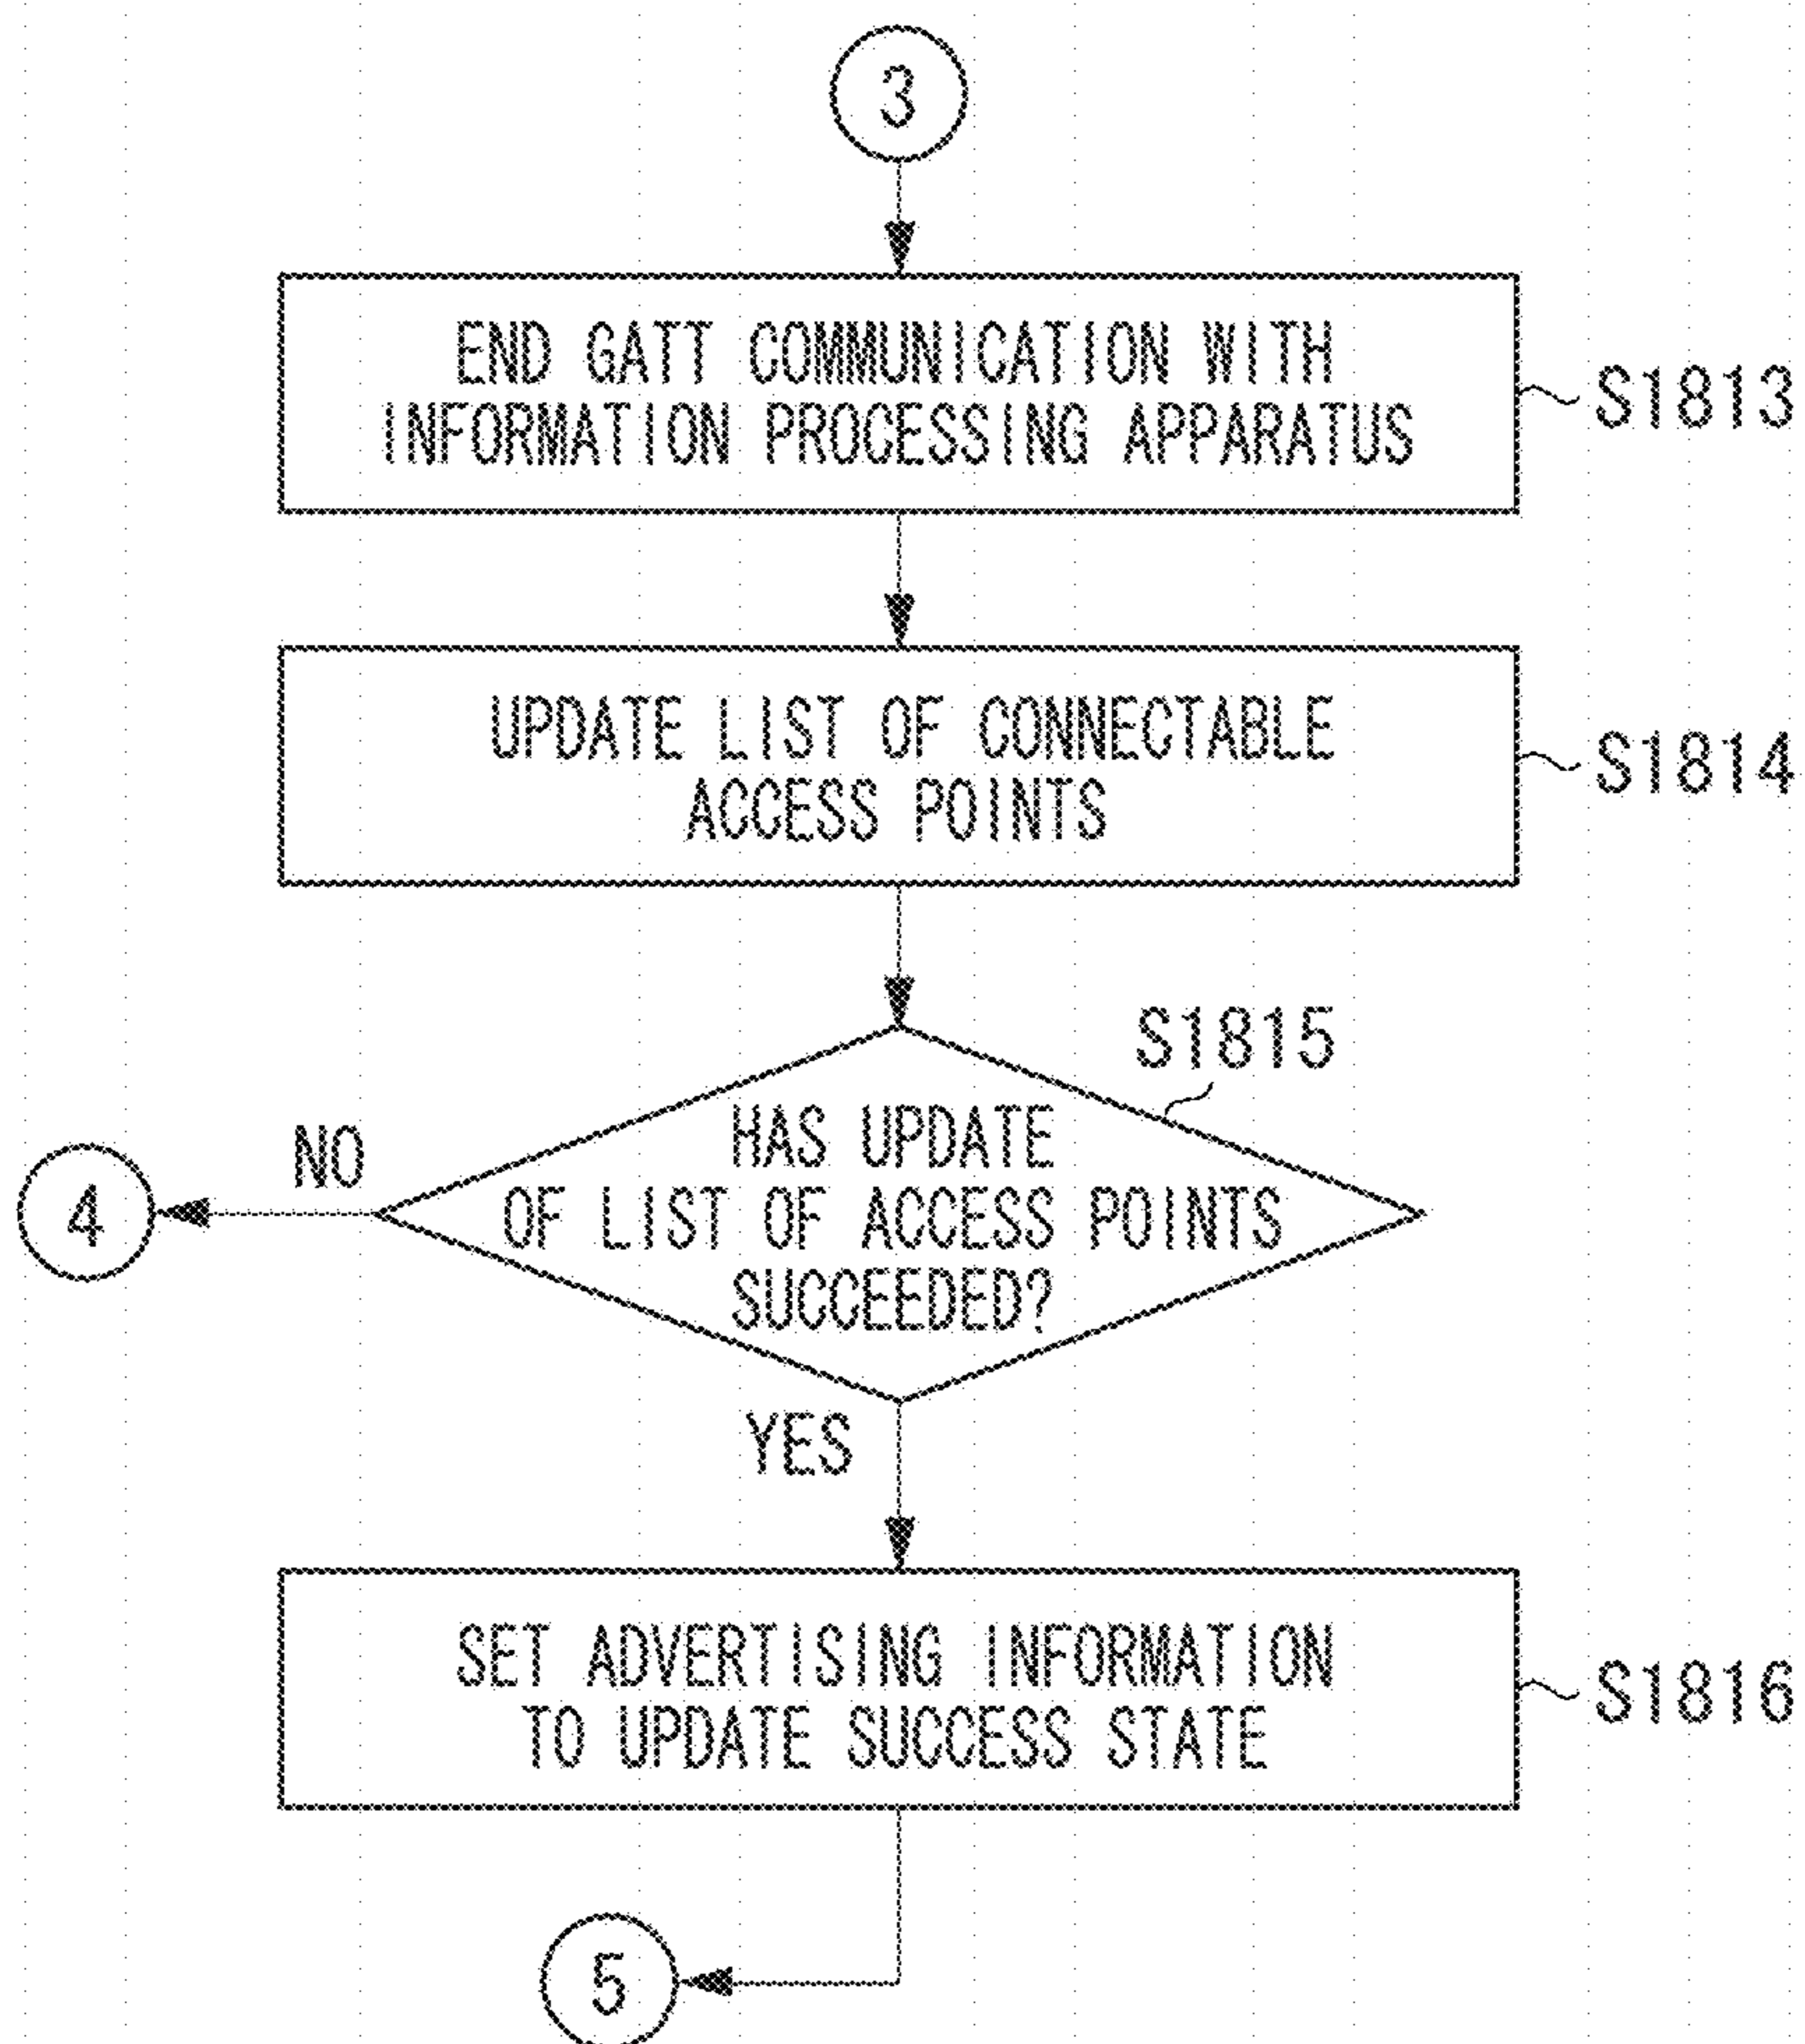 3
END GATT COMMUNICATION WITH
INFORMATION PROCESSING APPARATUS
S1813
UPDATE LIST OF CONNECTABLE
ACCESS POINTS
S1814
S1815
HAS UPDATE
OF LIST OF ACCESS POINTS
SUCCEEDED?
NO
4
YES
SET ADVERTISING INFORMATION
TO UPDATE SUCCESS STATE
S1816
5